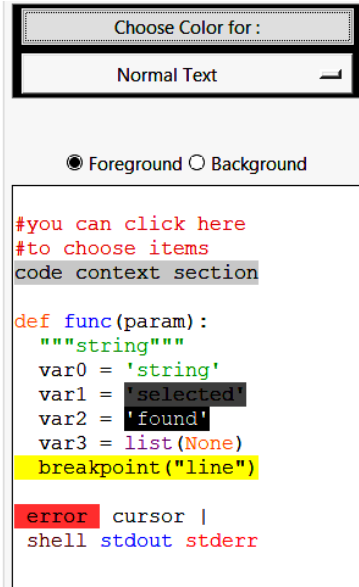 Choose Color for :
Normal Text
Foreground Background
#you can click here
#to choose items
code context section
def func(param):
"""string"""
var0 = 'string'
var1 = 'selected'
var2 = 'found'
var3 = list(None)
breakpoint("line")
error cursor |
shell stdout stderr